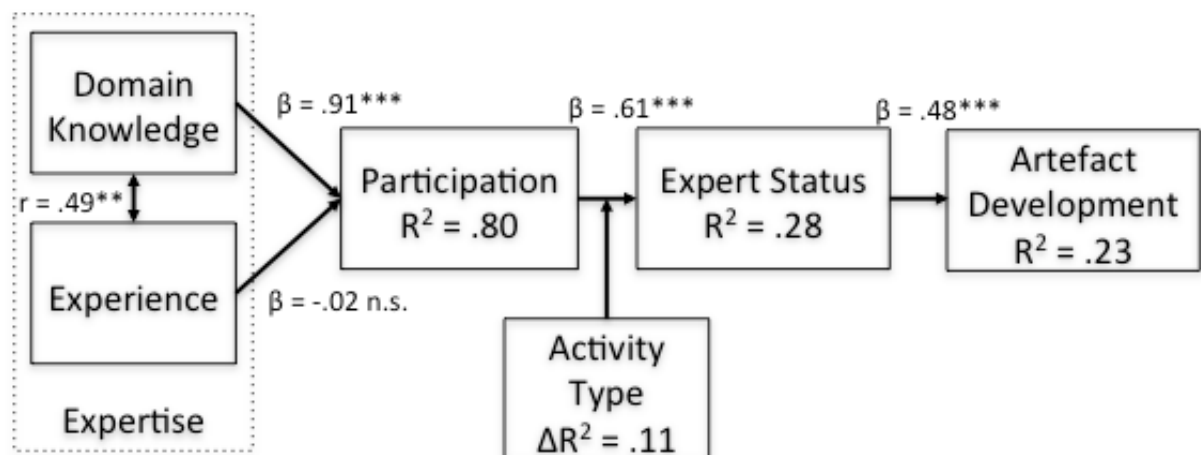 Domain
Knowledge
r = .49**
Experience
Expertise
β = .91***
β = -.02 n.s.
Participation
R² = .80
β = .61***
Activity
Type
ΔR² = .11
Expert Status
R² = .28
β = .48***
Artefact
Development
R² = .23